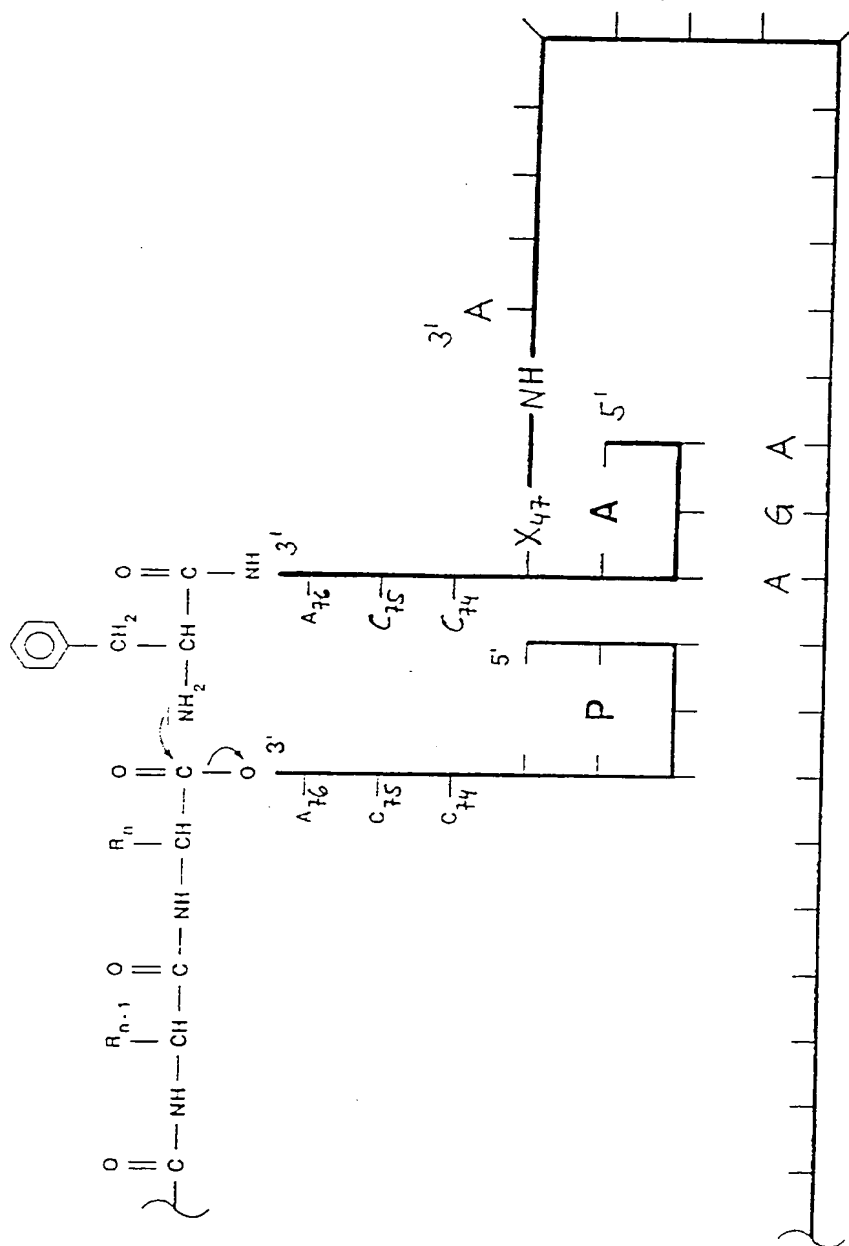 O O O O
R n-1 R n CH2
C — NH — CH — C — NH — CH — C NH2 — CH — C
O NH
3' 3'
A76 A76
C75 C75
C74 C74
5' X47 — NH
3'
A
P A 5'
A G A